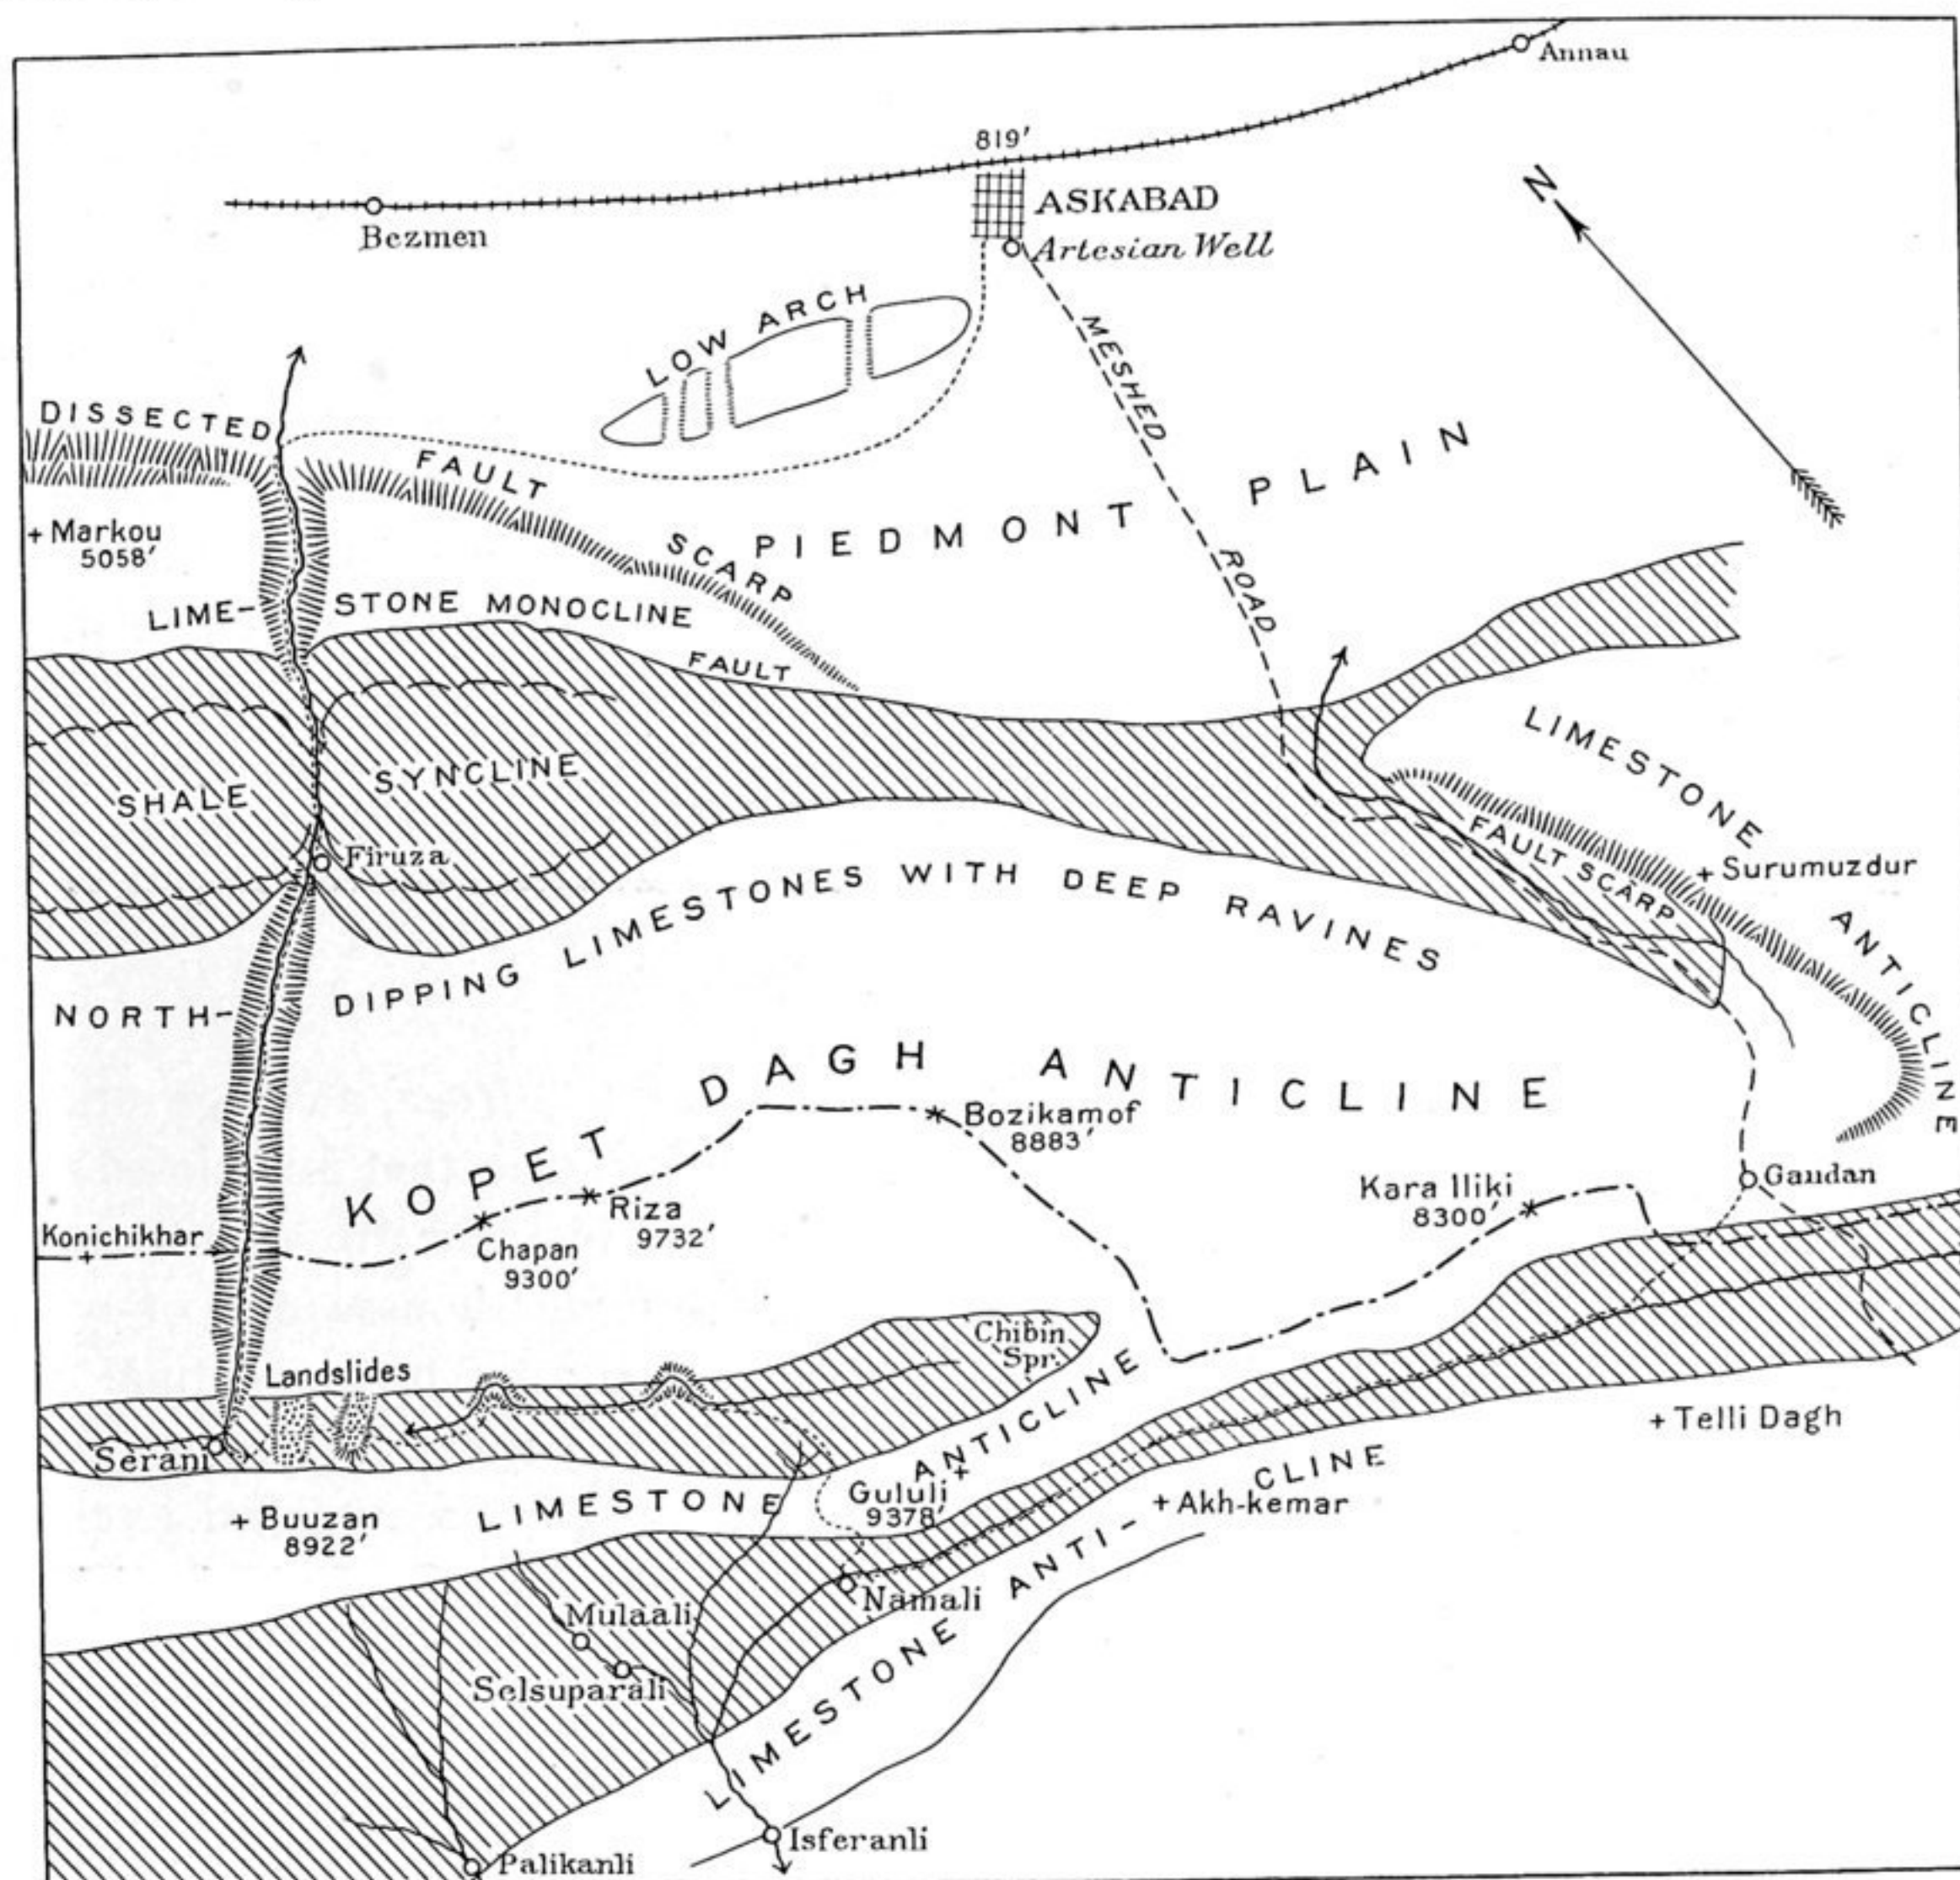 Annau
819'
ASKABAD
Artesian Well
Bezmen
N
LOW ARCH
MESHED ROAD
DISSECTED FAULT SCARP
PIEDMONT PLAIN
+ Markou
5058'
LIME- STONE MONOCLINE
FAULT
SHALE SYNCLINE
Firuza
LIMESTONE ANTICLINE
FAULT SCARP
+ Surumuzdur
NORTH- DIPPING LIMESTONES WITH DEEP RAVINES
KOPET DAGH ANTICLINE
Bozikamof
8883'
Riza
9732'
Chapan
9300'
Konichikhar
Kara Iliki
8300'
Gaudan
Chibin
Spr.
Landslides
Serani
+ Buuzan
8922'
LIMESTONE ANTICLINE
Gululi
9378'
+ Telli Dagh
+ Akh-kemar
Namali
LIMESTONE ANTI- CLINE
Mulaali
Selsuparali
Isferanli
Palikanli